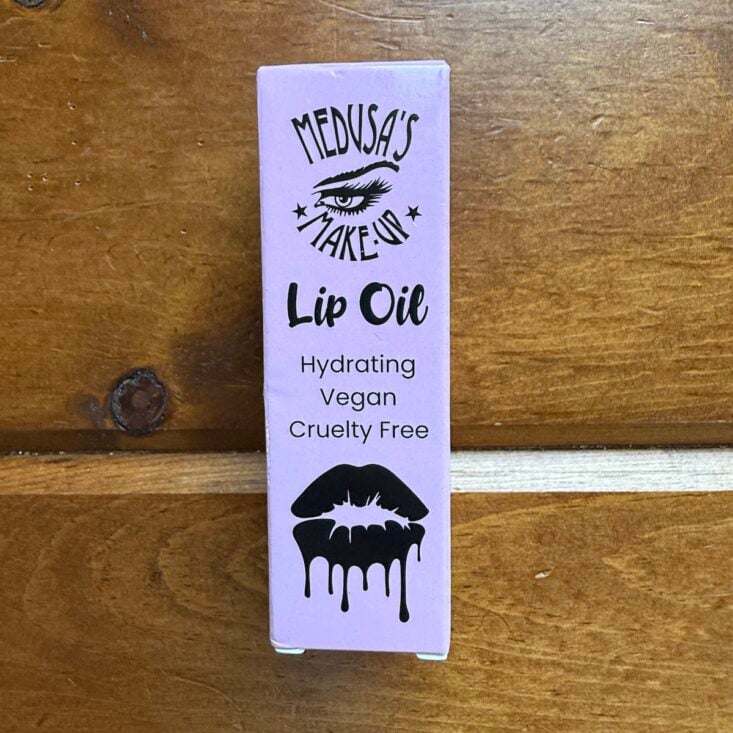 MEDUSA'S
MAKE-UP
Lip Oil
Hydrating
Vegan
Cruelty Free